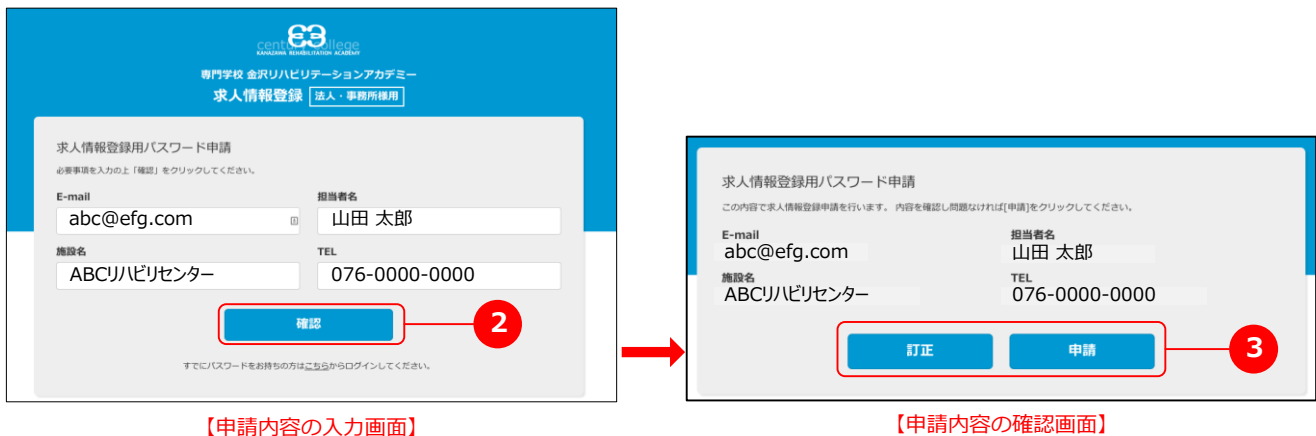 century college
KANAZAWA REHABILITATION ACADEMY
専門学校 金沢リハビリテーションアカデミー
求人情報登録 法人・事務所様用
求人情報登録用パスワード申請
必要事項を入力の上「確認」をクリックしてください。
E-mail 担当者名
abc@efg.com 山田 太郎
施設名 TEL
ABCリハビリセンター 076-0000-0000
確認
2
すでにパスワードをお持ちの方はこちらからログインしてください。
【申請内容の入力画面】
求人情報登録用パスワード申請
この内容で求人情報登録申請を行います。 内容を確認し問題なければ[申請]をクリックしてください。
E-mail 担当者名
abc@efg.com 山田 太郎
施設名 TEL
ABCリハビリセンター 076-0000-0000
訂正 申請
3
【申請内容の確認画面】